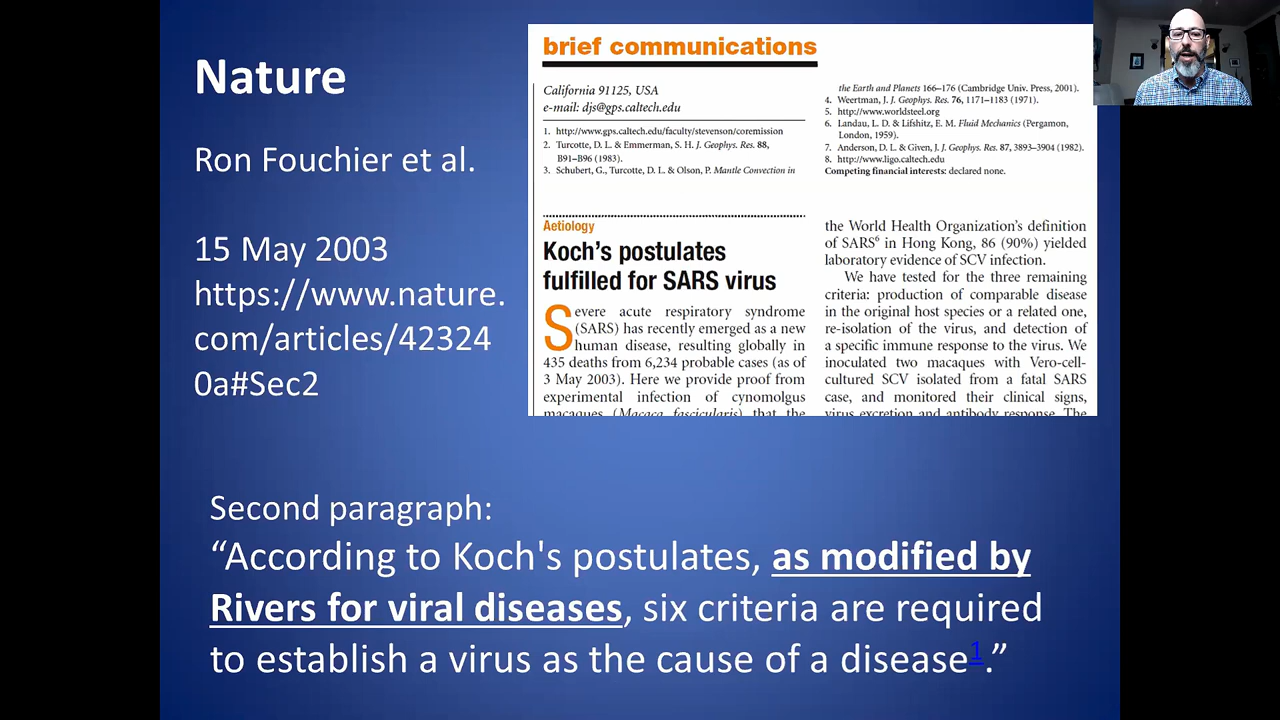 Nature
Ron Fouchier et al.
15 May 2003
https://www.nature.
com/articles/42324
0a#Sec2
brief communications
California 91125, USA
e-mail: djs@gps.caltech.edu
1. http://www.gps.caltech.edu/faculty/stevenson/coremission
2. Turcotte, D. L. & Emmerman, S. H. J. Geophys. Res. 88,
B91–B96 (1983).
3. Schubert, G., Turcotte, D. L. & Olson, P. Mantle Convection in
the Earth and Planets 166–176 (Cambridge Univ. Press, 2001).
4. Weertman, J. J. Geophys. Res. 76, 1171–1183 (1971).
5. http://www.worldsteel.org
6. Landau, L. D. & Lifshitz, E. M. Fluid Mechanics (Pergamon,
London, 1959).
7. Anderson, D. L. & Given, J. J. Geophys. Res. 87, 3893–3904 (1982).
8. http://www.ligo.caltech.edu
Competing financial interests: declared none.
Aetiology
Koch's postulates
fulfilled for SARS virus
Severe acute respiratory syndrome
(SARS) has recently emerged as a new
human disease, resulting globally in
435 deaths from 6,234 probable cases (as of
3 May 2003). Here we provide proof from
experimental infection of cynomolgus
macaques (Macaca fascicularis) that the
the World Health Organization's definition
of SARS6 in Hong Kong, 86 (90%) yielded
laboratory evidence of SCV infection.
We have tested for the three remaining
criteria: production of comparable disease
in the original host species or a related one,
re-isolation of the virus, and detection of
a specific immune response to the virus. We
inoculated two macaques with Vero-cell-
cultured SCV isolated from a fatal SARS
case, and monitored their clinical signs,
virus excretion and antibody response. The
Second paragraph:
“According to Koch's postulates, as modified by
Rivers for viral diseases, six criteria are required
to establish a virus as the cause of a disease1.”